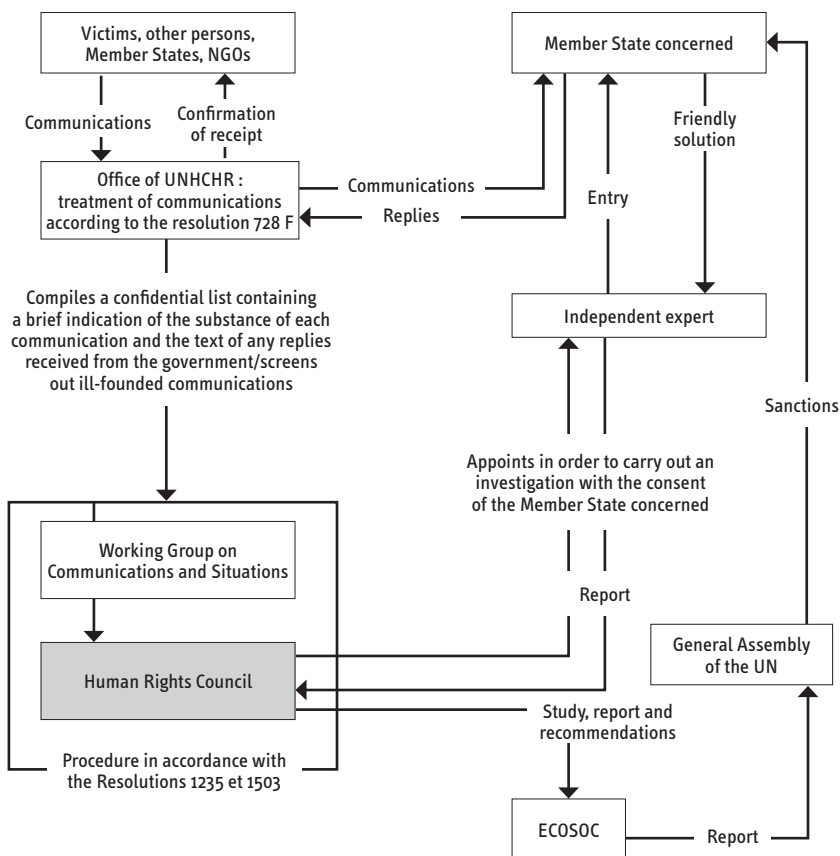 Victims, other persons,
Member States, NGOs
Member State concerned
Communications
Confirmation
of receipt
Friendly
solution
Office of UNHCHR :
treatment of communications
according to the resolution 728 F
Communications
Replies
Entry
Compiles a confidential list containing
a brief indication of the substance of each
communication and the text of any replies
received from the government/screens
out ill-founded communications
Independent expert
Sanctions
Appoints in order to carry out an
investigation with the consent
of the Member State concerned
Working Group on
Communications and Situations
Report
Human Rights Council
General Assembly
of the UN
Study, report and
recommendations
Procedure in accordance with
the Resolutions 1235 et 1503
ECOSOC
Report